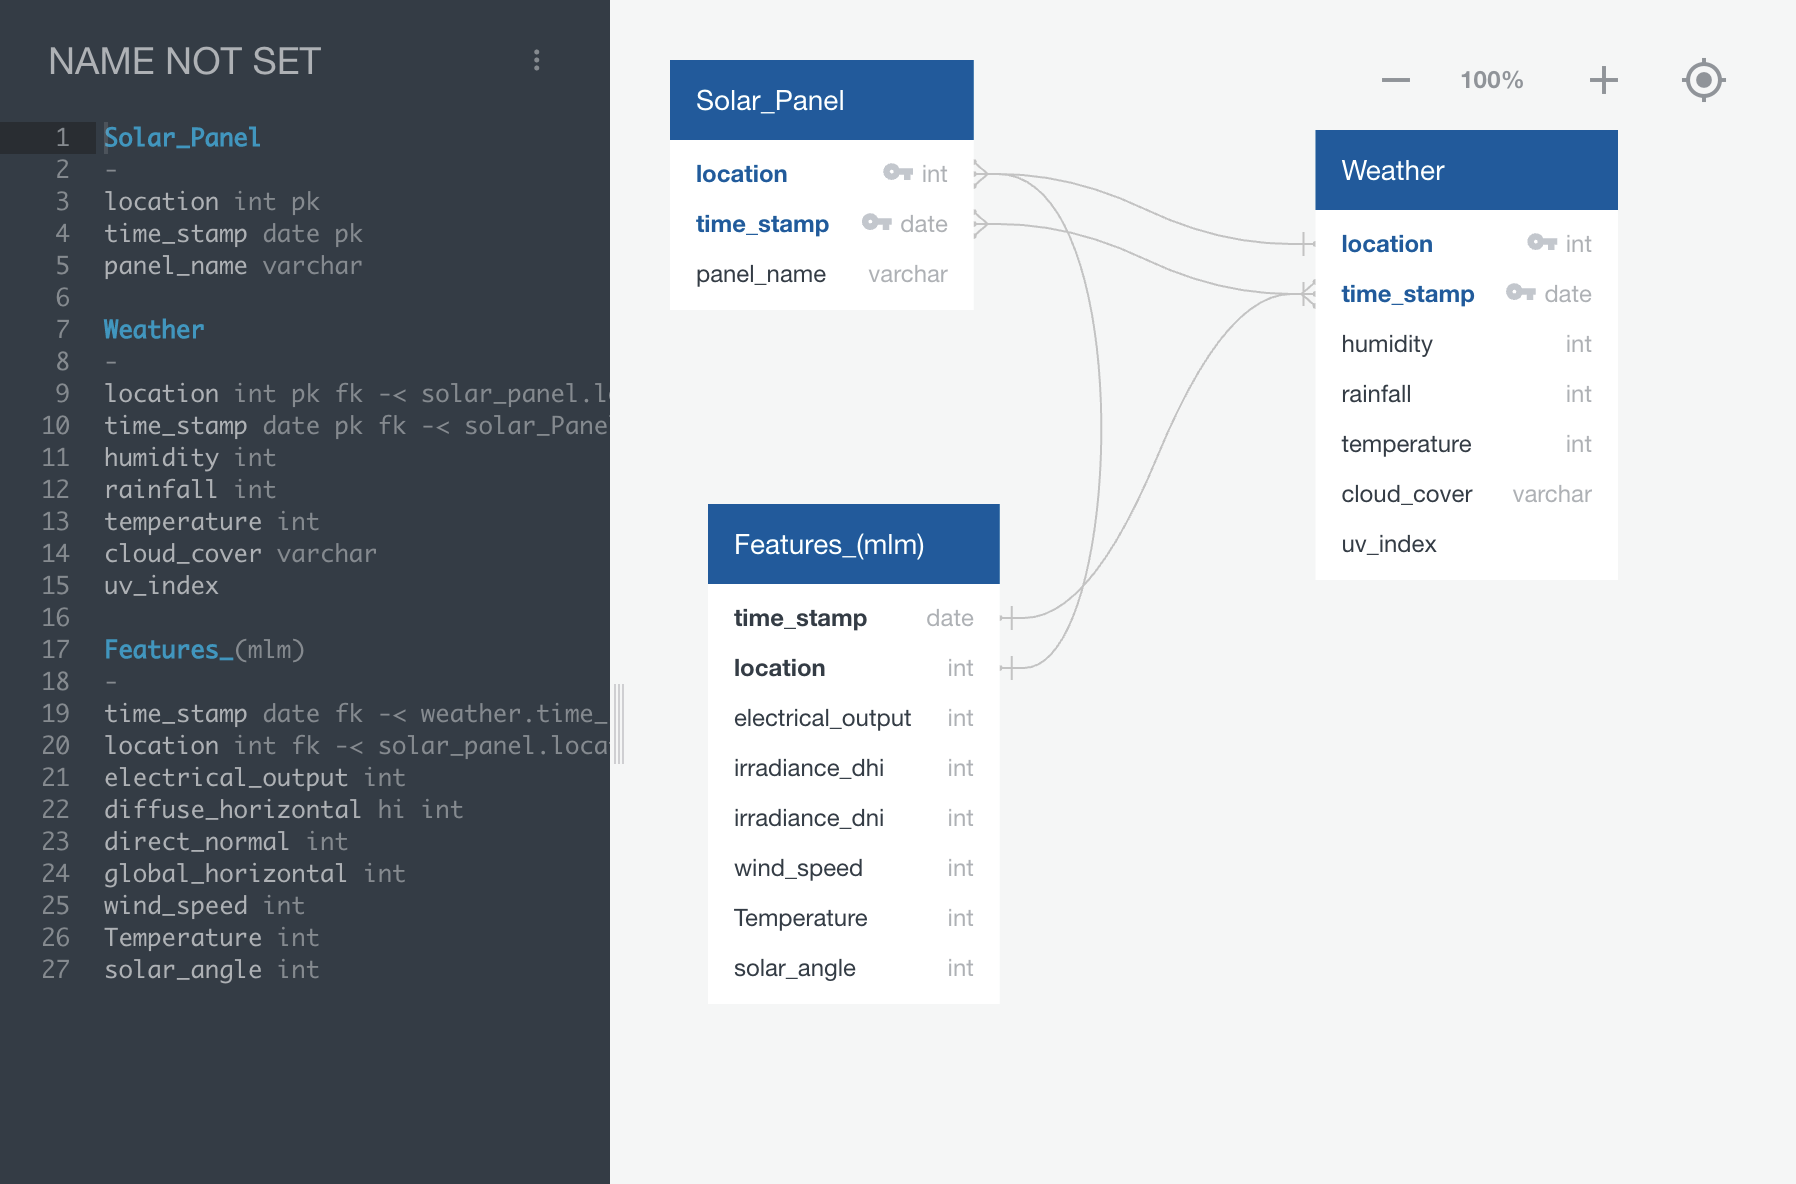 NAME NOT SET
1 Solar_Panel
2 -
3 location int pk
4 time_stamp date pk
5 panel_name varchar
6
7 Weather
8 -
9 location int pk fk -< solar_panel.l
10 time_stamp date pk fk -< solar_Pane
11 humidity int
12 rainfall int
13 temperature int
14 cloud_cover varchar
15 uv_index
16
17 Features_(mlm)
18 -
19 time_stamp date fk -< weather.time_
20 location int fk -< solar_panel.loca
21 electrical_output int
22 diffuse_horizontal hi int
23 direct_normal int
24 global_horizontal int
25 wind_speed int
26 Temperature int
27 solar_angle int
100%
Solar_Panel
location int
time_stamp date
panel_name varchar
Weather
location int
time_stamp date
humidity int
rainfall int
temperature int
cloud_cover varchar
uv_index
Features_(mlm)
time_stamp date
location int
electrical_output int
irradiance_dhi int
irradiance_dni int
wind_speed int
Temperature int
solar_angle int